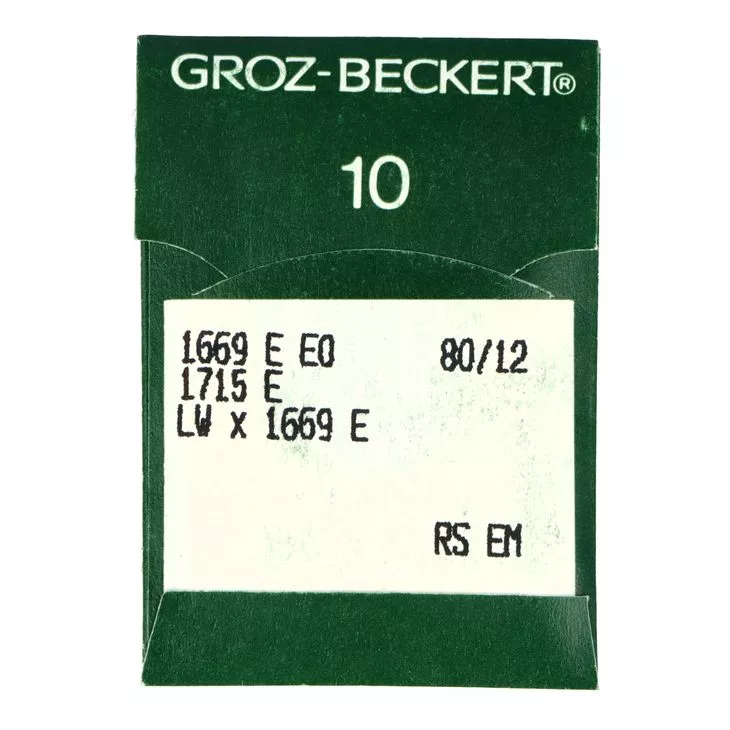 GROZ-BECKERT®
10
1669 E EO 80/12
1715 E
LW x 1669 E
RS EM